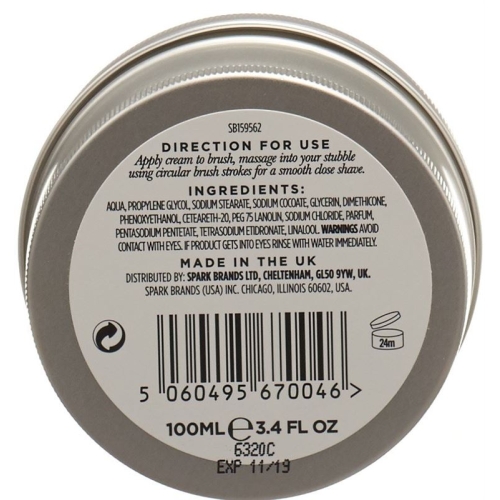 SB159562
DIRECTION FOR USE
Apply cream to brush, massage into your stubble
using circular brush strokes for a smooth close shave.
INGREDIENTS:
AQUA, PROPYLENE GLYCOL, SODIUM STEARATE, SODIUM COCOATE, GLYCERIN, DIMETHICONE,
PHENOXYETHANOL, CETEARETH-20, PEG 75 LANOLIN, SODIUM CHLORIDE, PARFUM,
PENTASODIUM PENTETATE, TETRASODIUM ETIDRONATE, LINALOOL. WARNINGS AVOID
CONTACT WITH EYES. IF PRODUCT GETS INTO EYES RINSE WITH WATER IMMEDIATELY.
MADE IN THE UK
DISTRIBUTED BY: SPARK BRANDS LTD, CHELTENHAM, GL50 9YW, UK.
SPARK BRANDS (USA) INC. CHICAGO, ILLINOIS 60602, USA.
24m
5 060495 670046 >
100ML e 3.4 FL OZ
6320C
EXP 11/19